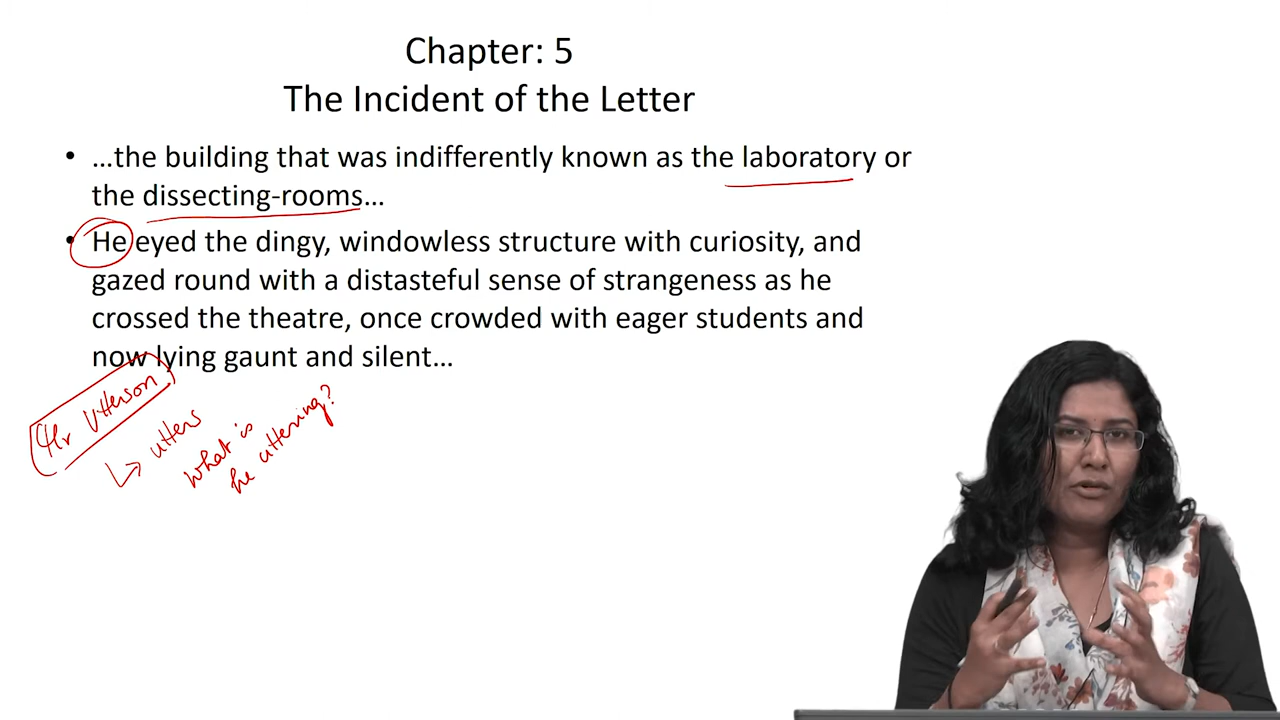 Chapter: 5
The Incident of the Letter
• …the building that was indifferently known as the laboratory or
the dissecting-rooms…
• He eyed the dingy, windowless structure with curiosity, and
gazed round with a distasteful sense of strangeness as he
crossed the theatre, once crowded with eager students and
now lying gaunt and silent…
Mr Utterson
↳ utters
what is
he uttering?